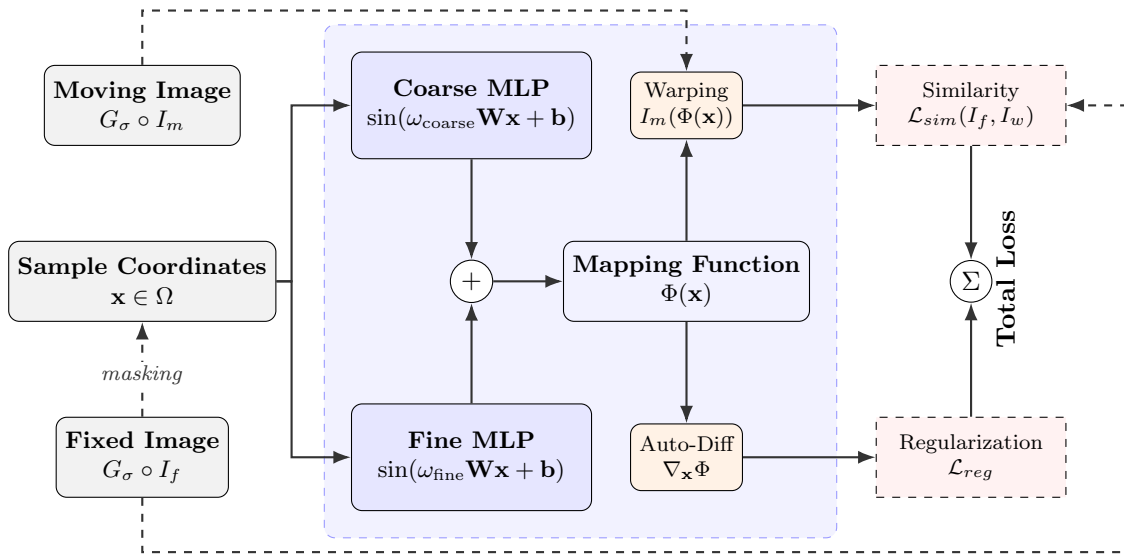 Moving Image
G_σ ∘ I_m
Coarse MLP
sin(ω_coarse Wx + b)
Warping
I_m(Φ(x))
Similarity
ℒ_sim(I_f, I_w)
Sample Coordinates
x ∈ Ω
+
Mapping Function
Φ(x)
Σ
Total Loss
masking
Fixed Image
G_σ ∘ I_f
Fine MLP
sin(ω_fine Wx + b)
Auto-Diff
∇_x Φ
Regularization
ℒ_reg